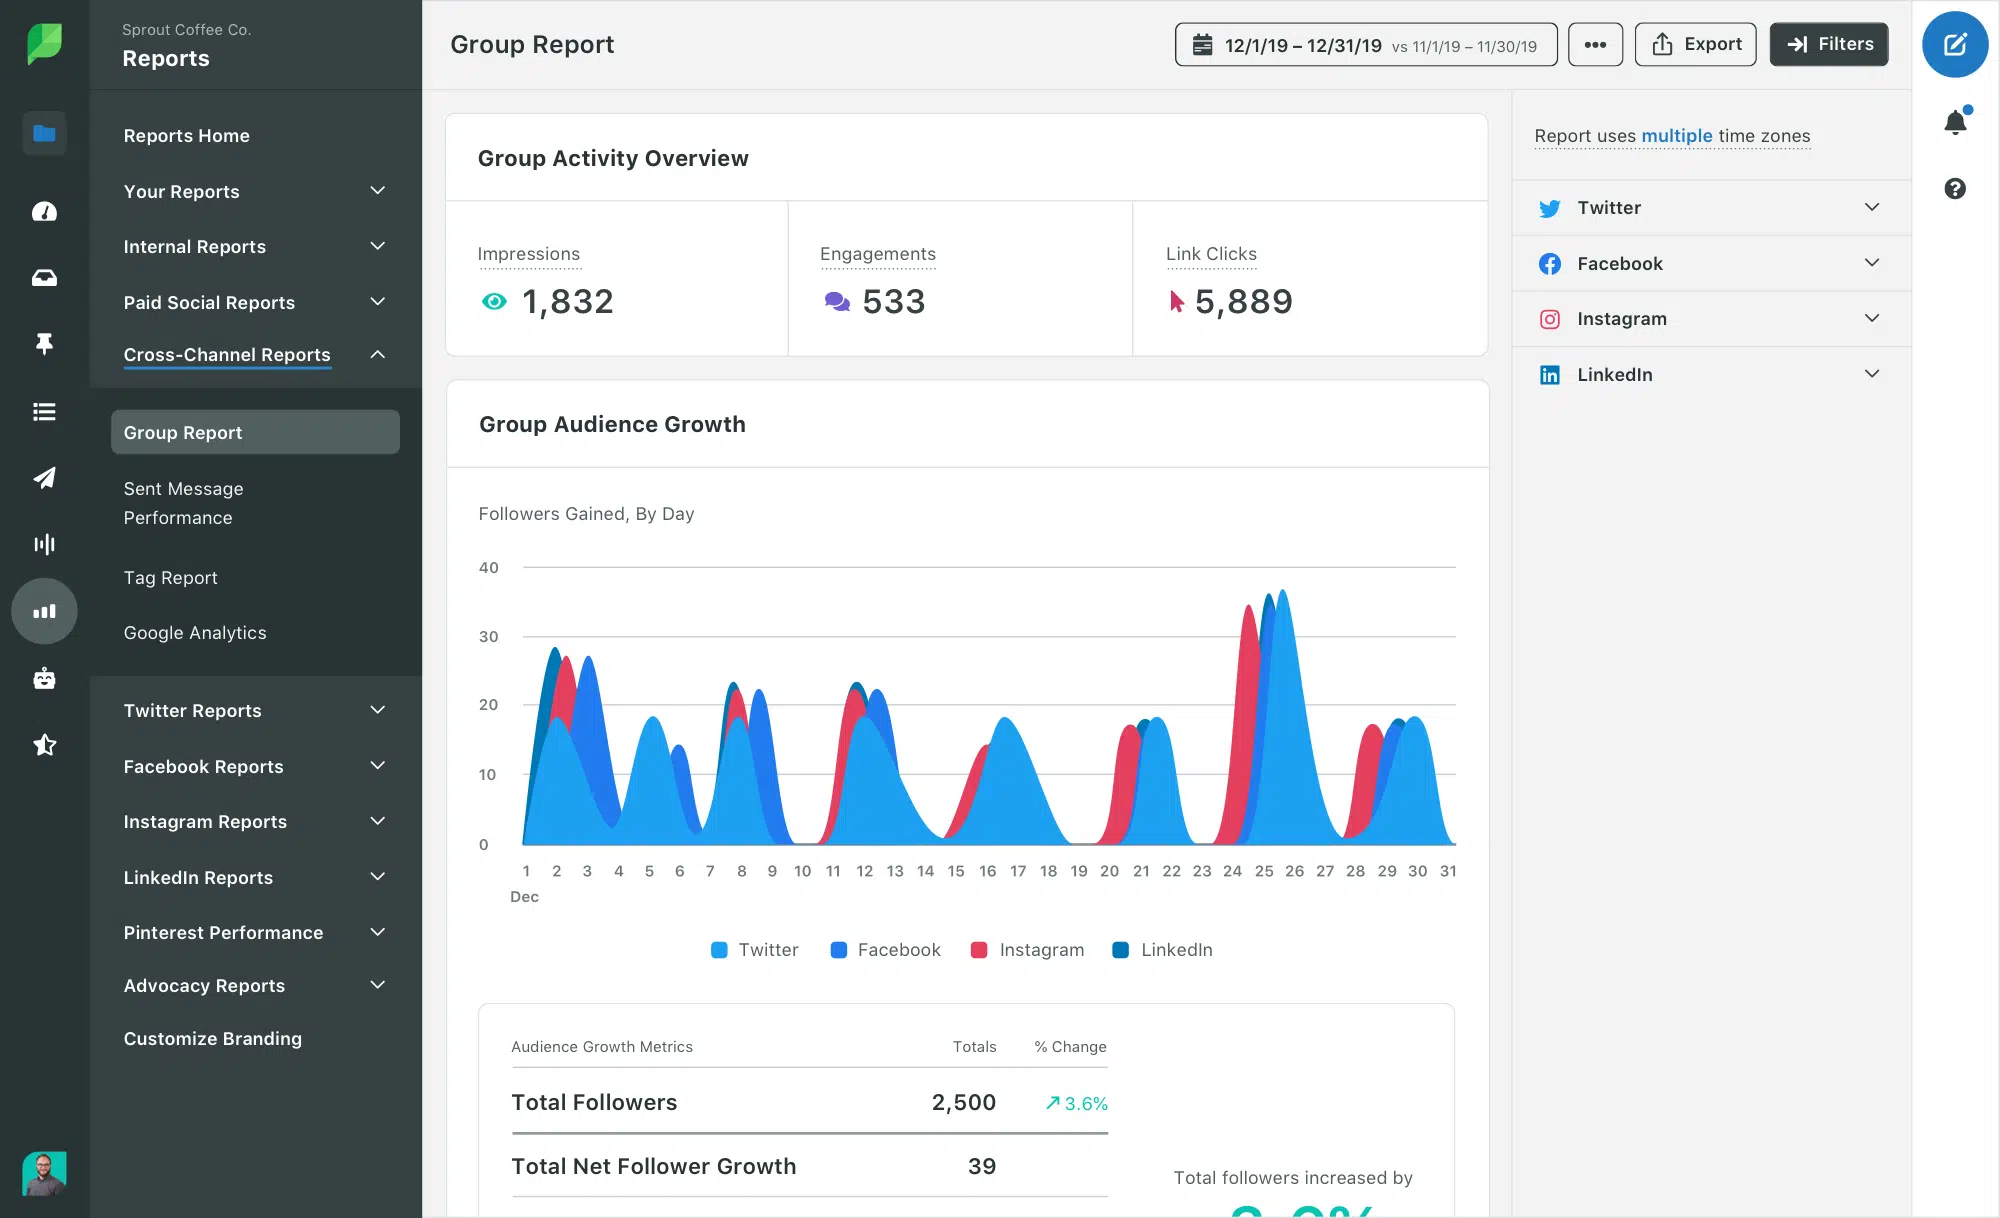 Sprout Coffee Co.
Reports
Reports Home
Your Reports
Internal Reports
Paid Social Reports
Cross-Channel Reports
Group Report
Sent Message
Performance
Tag Report
Google Analytics
Twitter Reports
Facebook Reports
Instagram Reports
LinkedIn Reports
Pinterest Performance
Advocacy Reports
Customize Branding
Group Report
12/1/19 – 12/31/19 vs 11/1/19 – 11/30/19
Export
Filters
Group Activity Overview
Impressions
1,832
Engagements
533
Link Clicks
5,889
Group Audience Growth
Followers Gained, By Day
40
30
20
10
0
1 2 3 4 5 6 7 8 9 10 11 12 13 14 15 16 17 18 19 20 21 22 23 24 25 26 27 28 29 30 31
Dec
Twitter Facebook Instagram LinkedIn
Audience Growth Metrics Totals % Change
Total Followers 2,500 3.6%
Total Net Follower Growth 39
Total followers increased by
Report uses multiple time zones
Twitter
Facebook
Instagram
LinkedIn